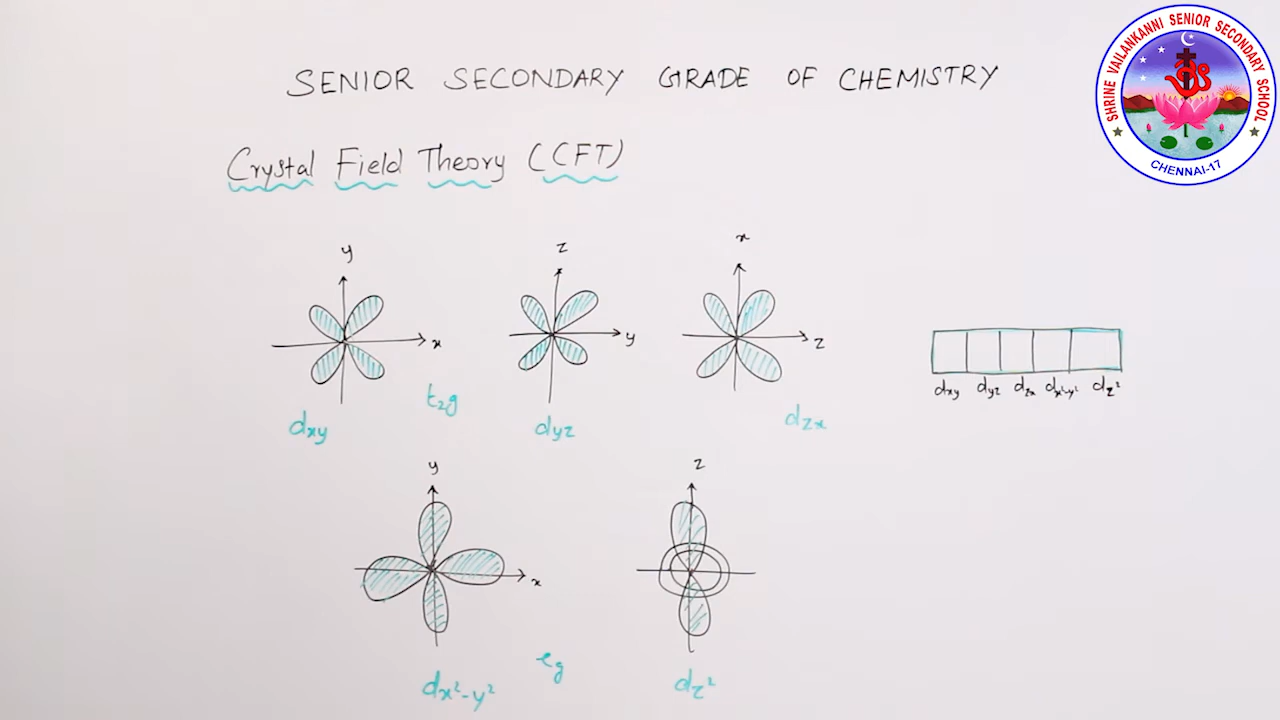 SENIOR SECONDARY GRADE OF CHEMISTRY
SHRINE VAILANKANNI SENIOR SECONDARY SCHOOL
CHENNAI-17
Crystal Field Theory (CFT)
y
x
dxy
t₂g
z
y
dyz
x
z
dzx
dxy dyz dzx dx²-y² dz²
y
x
dx²-y²
eg
z
dz²